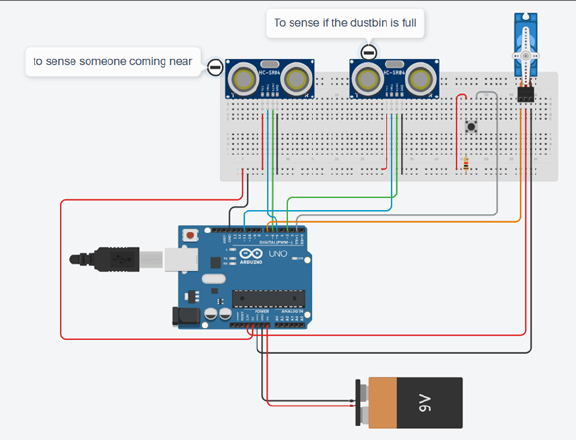 To sense if the dustbin is full
to sense someone coming near
HC-SR04
HC-SR04
DIGITAL (PWM~)
UNO
ARDUINO
POWER
ANALOG IN
9V